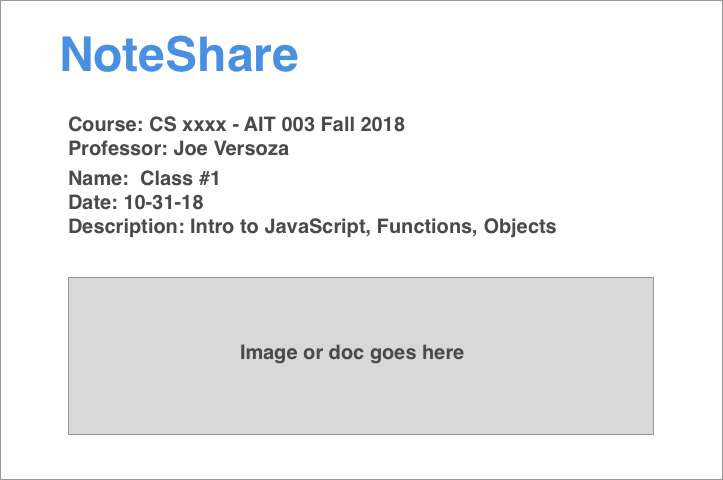 NoteShare
Course: CS xxxx - AIT 003 Fall 2018
Professor: Joe Versoza
Name:  Class #1
Date: 10-31-18
Description: Intro to JavaScript, Functions, Objects
Image or doc goes here